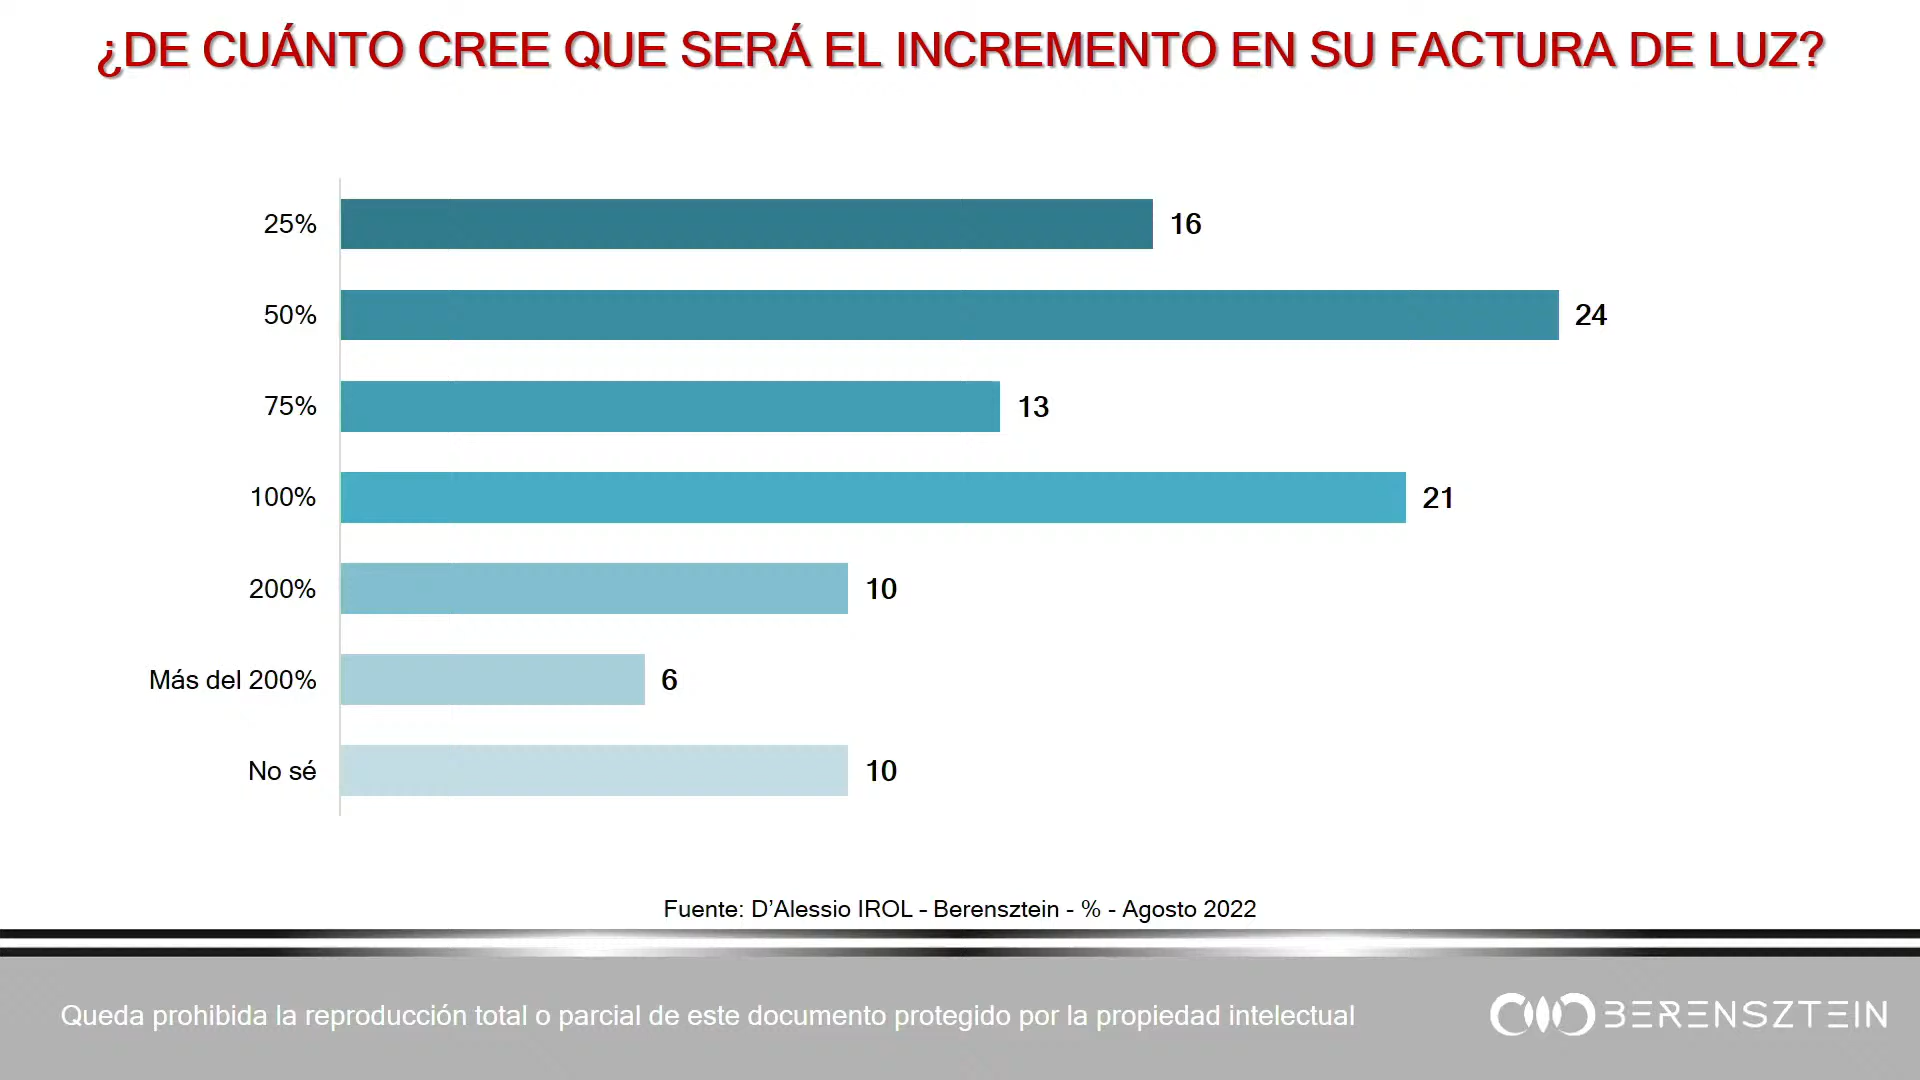 ¿DE CUÁNTO CREE QUE SERÁ EL INCREMENTO EN SU FACTURA DE LUZ?
25% 16
50% 24
75% 13
100% 21
200% 10
Más del 200% 6
No sé 10
Fuente: D’Alessio IROL - Berensztein - % - Agosto 2022
Queda prohibida la reproducción total o parcial de este documento protegido por la propiedad intelectual
BERENSZTEIN